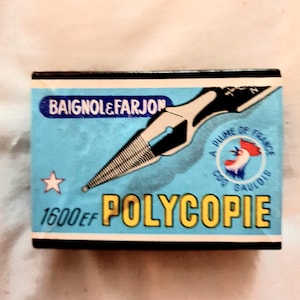 BAIGNOL & FARJON
LA PLUME DE FRANCE
COQ GAULOIS
1600 EF POLYCOPIE